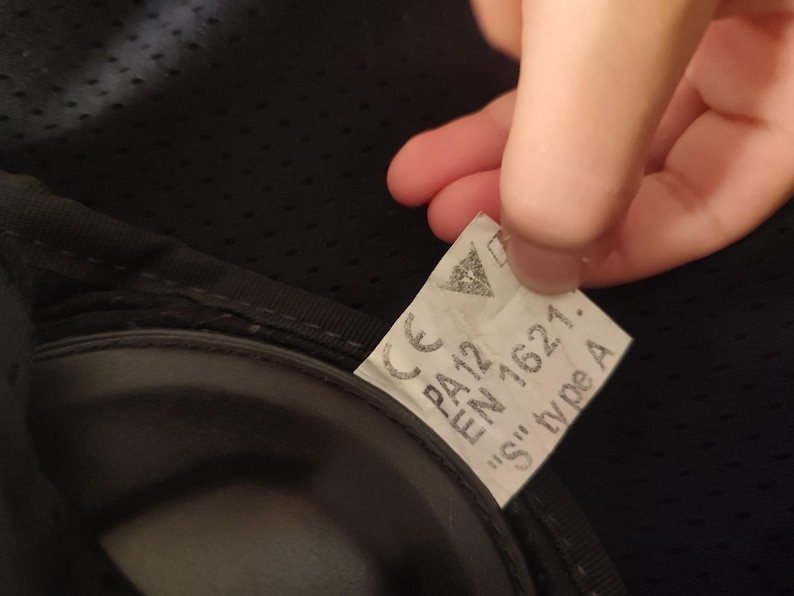 CE
PA12
EN 1621.
"S" type A